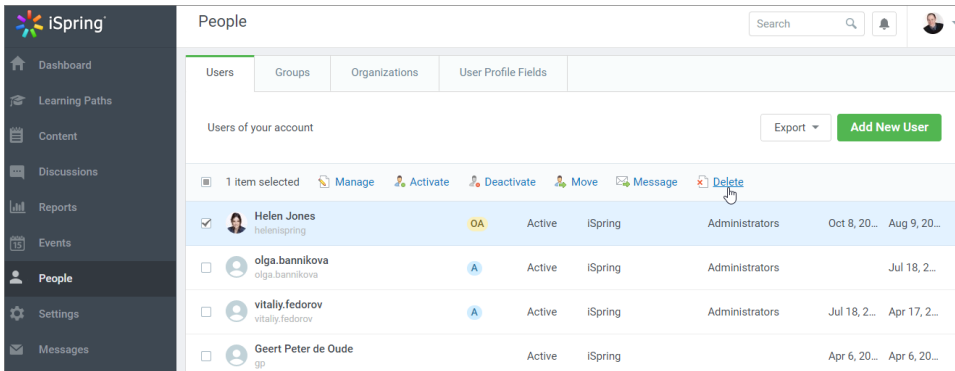 iSpring
People
Search
Dashboard
Learning Paths
Content
Discussions
Reports
15 Events
People
Settings
Messages
Users Groups Organizations User Profile Fields
Users of your account Export Add New User
1 item selected Manage Activate Deactivate Move Message Delete
Helen Jones
helenispring
OA Active iSpring Administrators Oct 8, 20... Aug 9, 20...
olga.bannikova
olga.bannikova
A Active iSpring Administrators Jul 18, 2...
vitaliy.fedorov
vitaliy.fedorov
A Active iSpring Administrators Jul 18, 2... Apr 17, 2...
Geert Peter de Oude
gp
Active iSpring Apr 6, 20... Apr 6, 20...